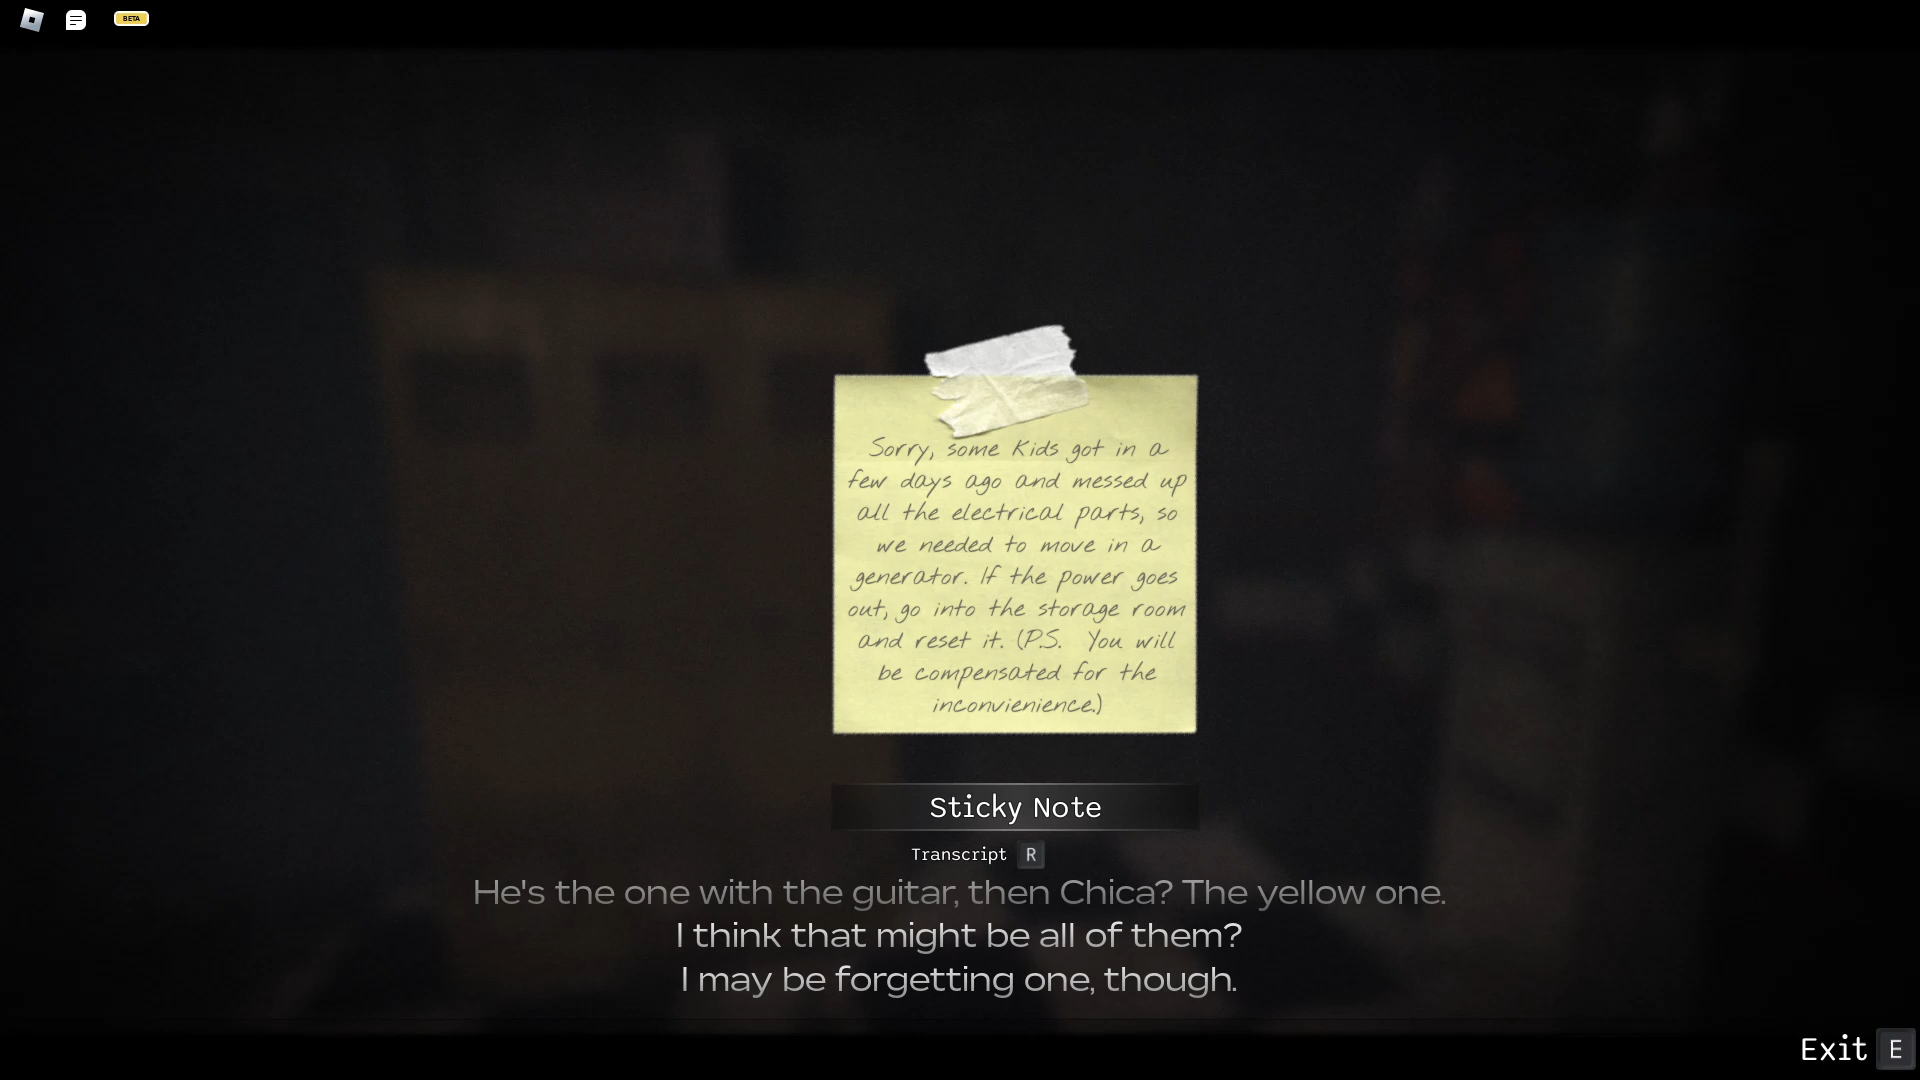 BETA
Sorry, some Kids got in a
few days ago and messed up
all the electrical parts, so
we needed to move in a
generator. If the power goes
out, go into the storage room
and reset it. (P.S. You will
be compensated for the
inconvienience.)
Sticky Note
Transcript R
He's the one with the guitar, then Chica? The yellow one.
I think that might be all of them?
I may be forgetting one, though.
Exit E